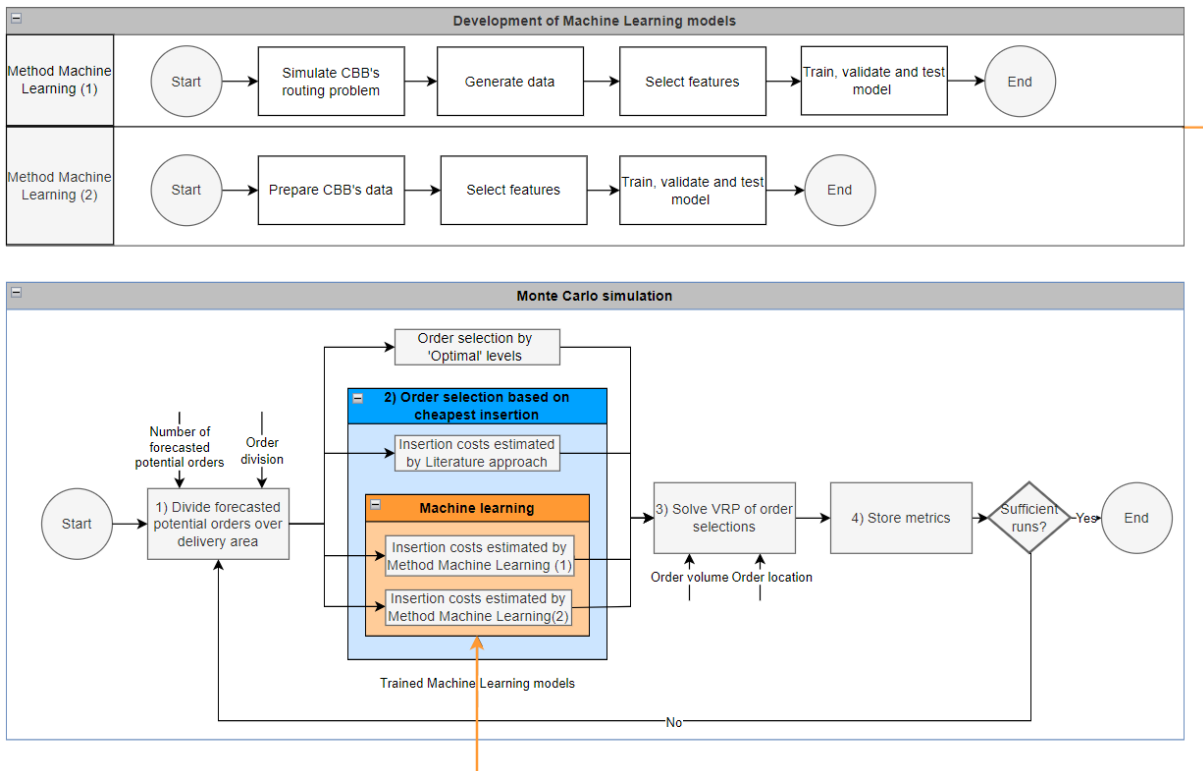 Development of Machine Learning models
Method Machine
Learning (1)
Start
Simulate CBB's
routing problem
Generate data
Select features
Train, validate and test
model
End
Method Machine
Learning (2)
Start
Prepare CBB's data
Select features
Train, validate and test
model
End
Monte Carlo simulation
Order selection by
'Optimal' levels
2) Order selection based on
cheapest insertion
Number of
forecasted
potential orders
Order
division
Insertion costs estimated
by Literature approach
Start
1) Divide forecasted
potential orders over
delivery area
Machine learning
Insertion costs estimated by
Method Machine Learning (1)
Insertion costs estimated by
Method Machine Learning(2)
3) Solve VRP of order
selections
Order volume
Order location
4) Store metrics
Sufficient
runs?
Yes
End
Trained Machine Learning models
No